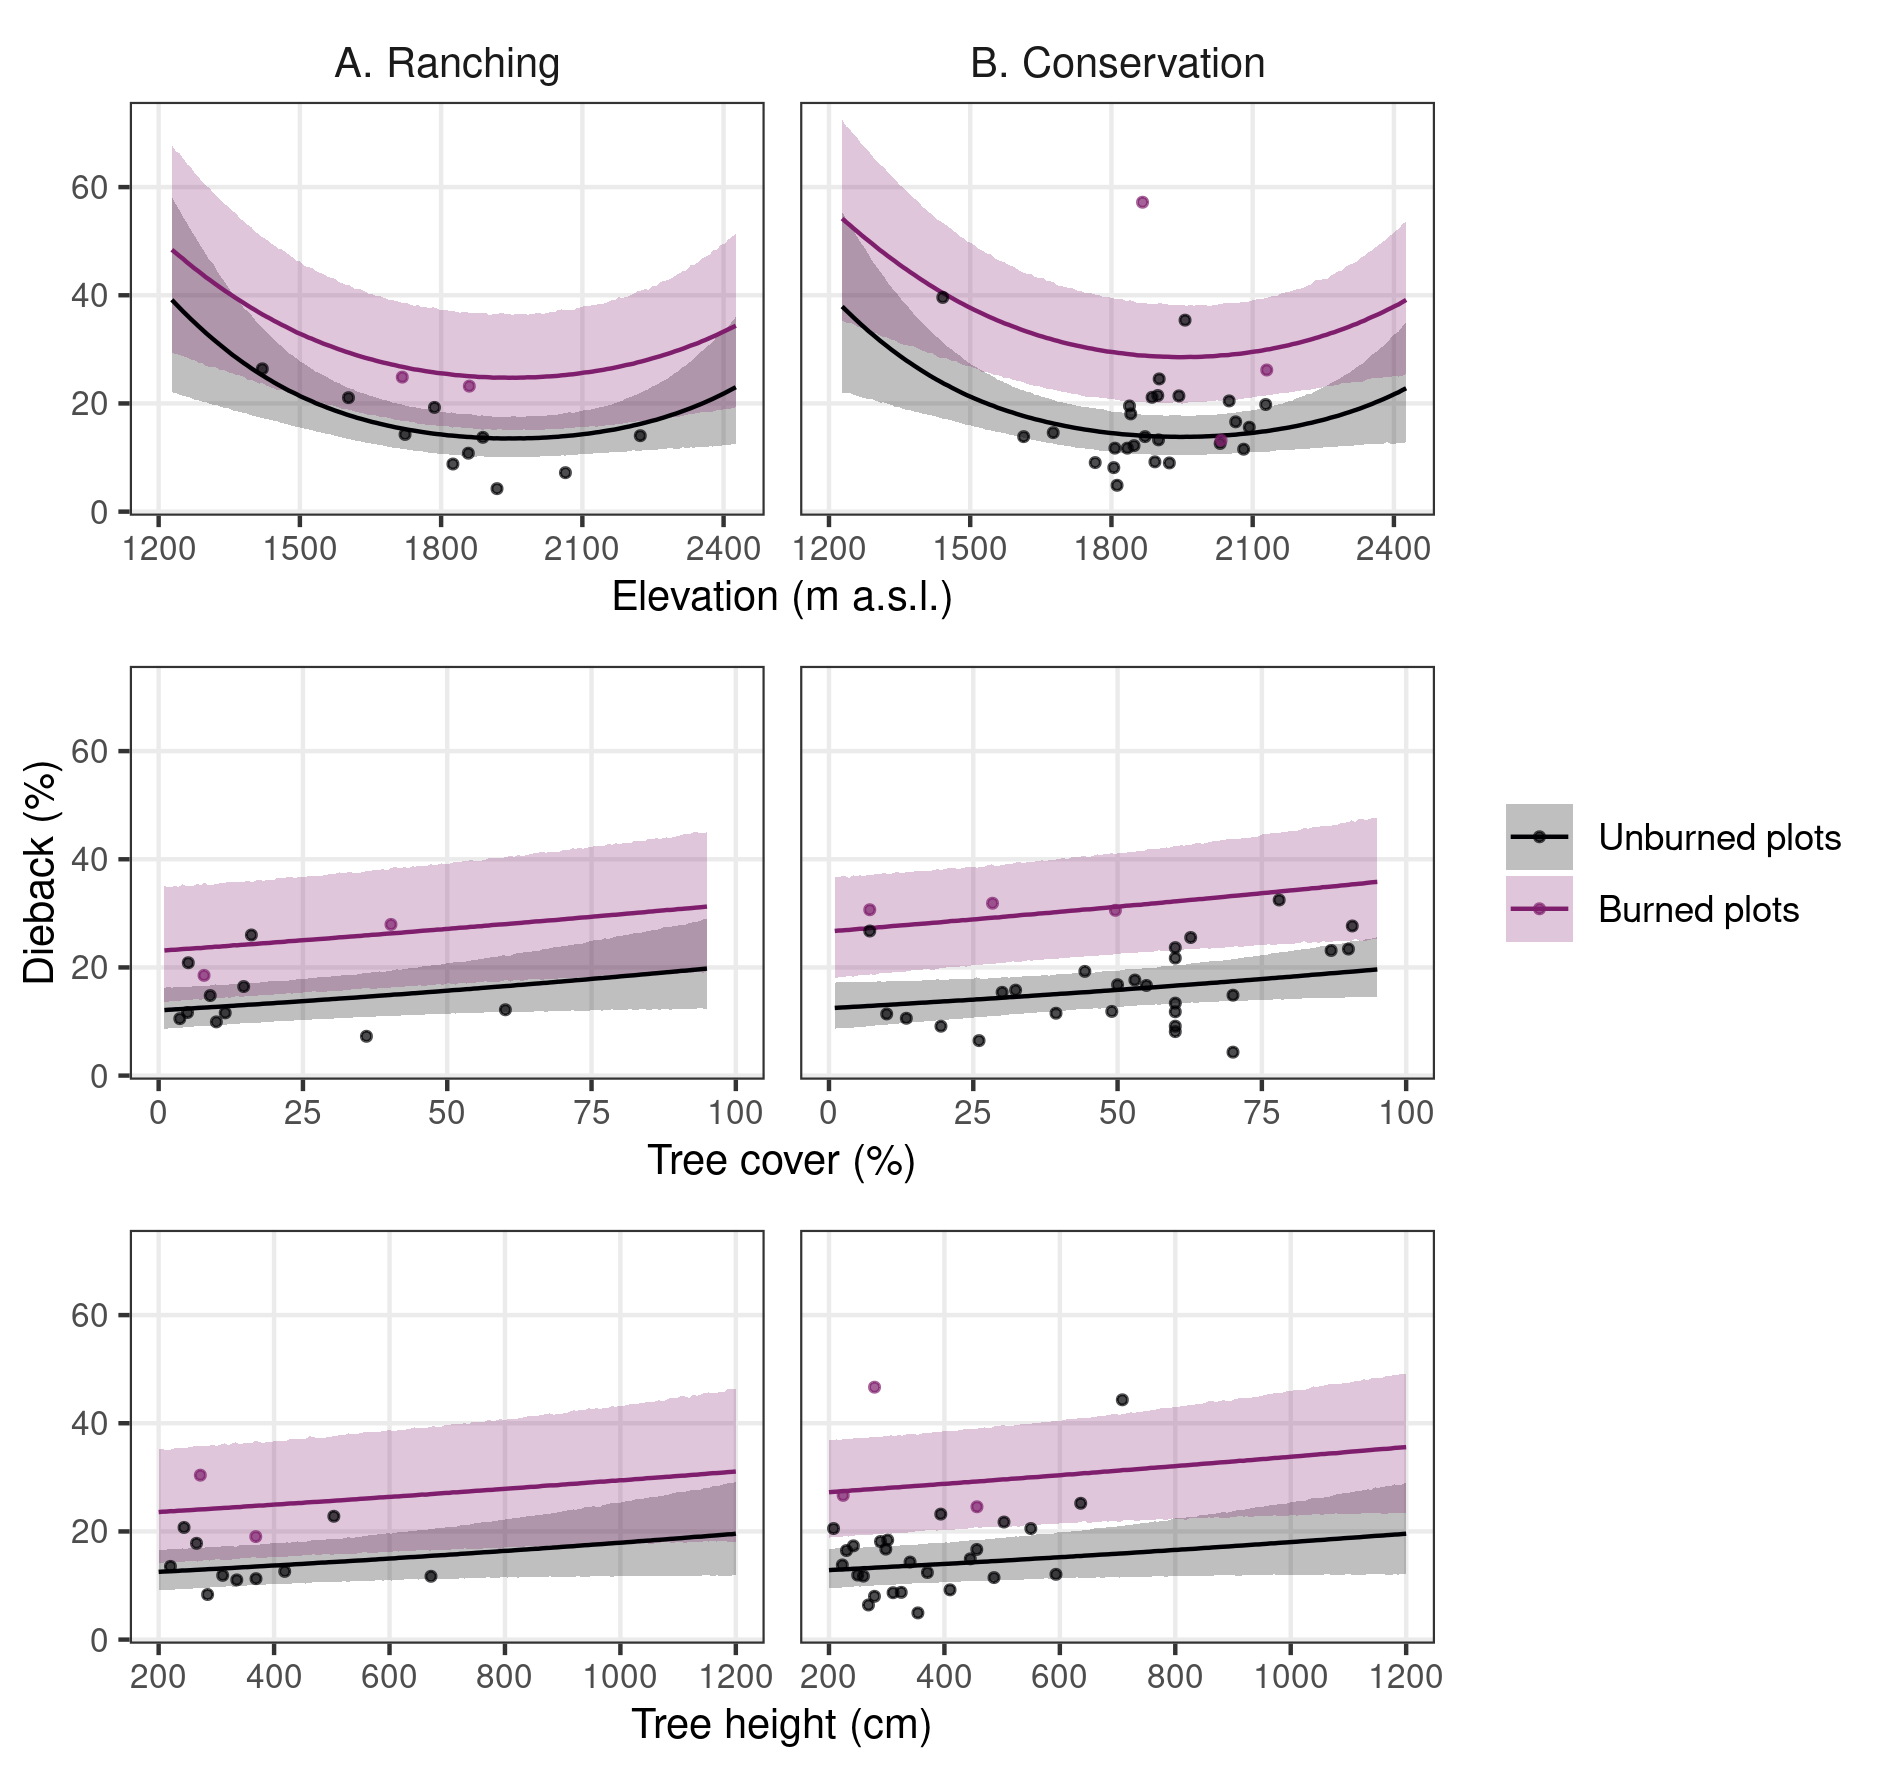 A. Ranching
B. Conservation
60
40
20
0
1200 1500 1800 2100 2400
1200 1500 1800 2100 2400
Elevation (m a.s.l.)
Dieback (%)
60
40
20
0
0 25 50 75 100
0 25 50 75 100
Tree cover (%)
Unburned plots
Burned plots
60
40
20
0
200 400 600 800 1000 1200
200 400 600 800 1000 1200
Tree height (cm)